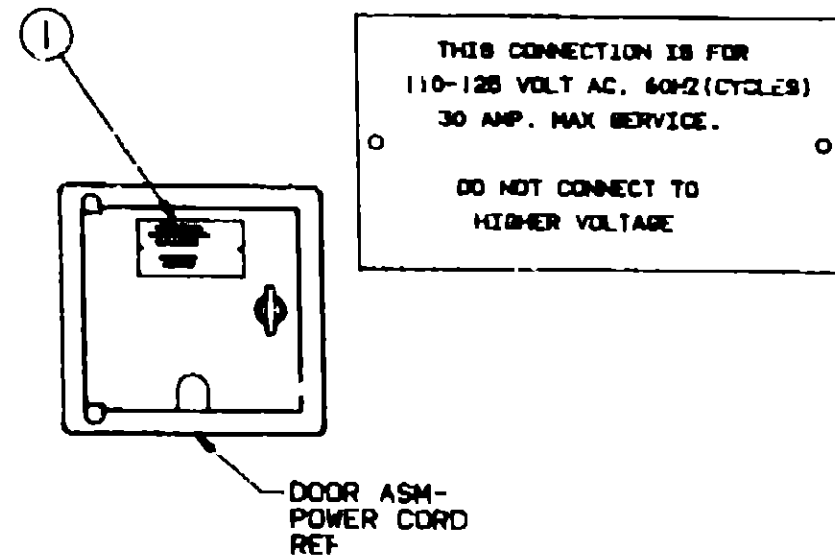 1
THIS CONNECTION IS FOR
110-125 VOLT AC, 60HZ(CYCLES)
30 AMP. MAX SERVICE.
DO NOT CONNECT TO
HIGHER VOLTAGE
DOOR ASM-
POWER CORD
REF